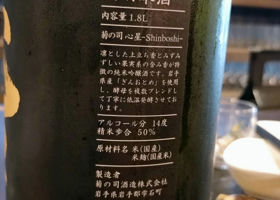 内容量 1.8L
菊の司 心星-Shinboshi-
凛とした立ち香とみずみ
ずしい果実系の含み香が特
徴の純米吟醸酒です。岩手
県産「ぎんおとめ」を使用
し、酵母を複数ブレンドし
て丁寧に低温発酵させてお
ります。
アルコール分 14度
精米歩合 50%
原材料名 米(国産)
米麹(国産米)
製造者
菊の司酒造株式会社
岩手県岩手郡雫石町